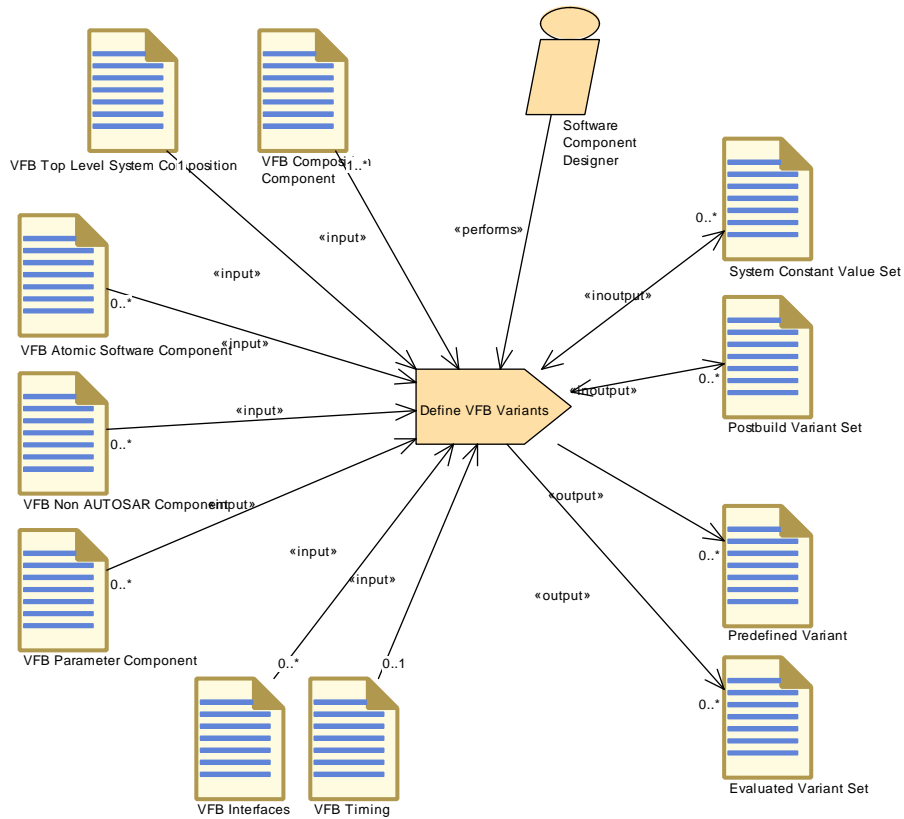 Software
Component
Designer
VFB Top Level System Co1position
VFB Composi
1..*
Component
«input»
«input»
«performs»
0..*
System Constant Value Set
«inoutput»
0..*
VFB Atomic Software Component
«input»
0..*
«inoutput»
Define VFB Variants
«input»
Postbuild Variant Set
0..*
VFB Non AUTOSAR Component
«input»
«output»
«input»
0..*
0..*
«input»
«output»
Predefined Variant
VFB Parameter Component
0..*
0..1
0..*
VFB Interfaces
VFB Timing
Evaluated Variant Set